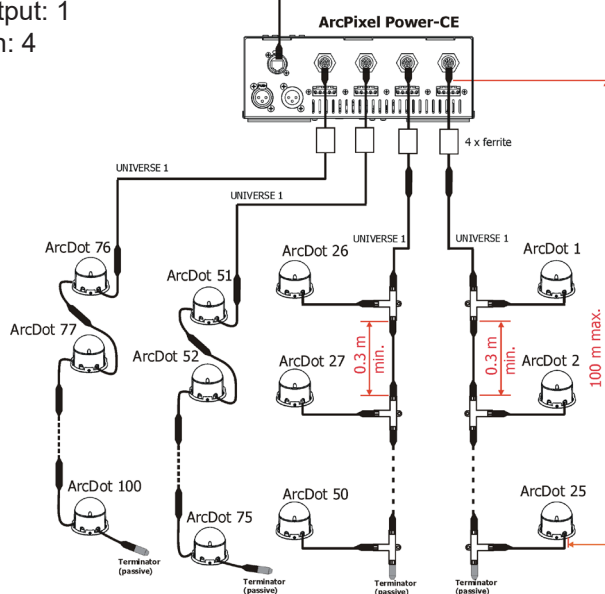 tput: 1
n: 4
ArcPixel Power-CE
4 x ferrite
UNIVERSE 1
UNIVERSE 1
UNIVERSE 1
UNIVERSE 1
ArcDot 76
ArcDot 51
ArcDot 26
ArcDot 1
ArcDot 77
ArcDot 52
ArcDot 27
0.3 m
min.
0.3 m
min.
ArcDot 2
100 m max.
ArcDot 100
ArcDot 75
ArcDot 50
ArcDot 25
Terminator
(passive)
Terminator
(passive)
Terminator
(passive)
Terminator
(passive)